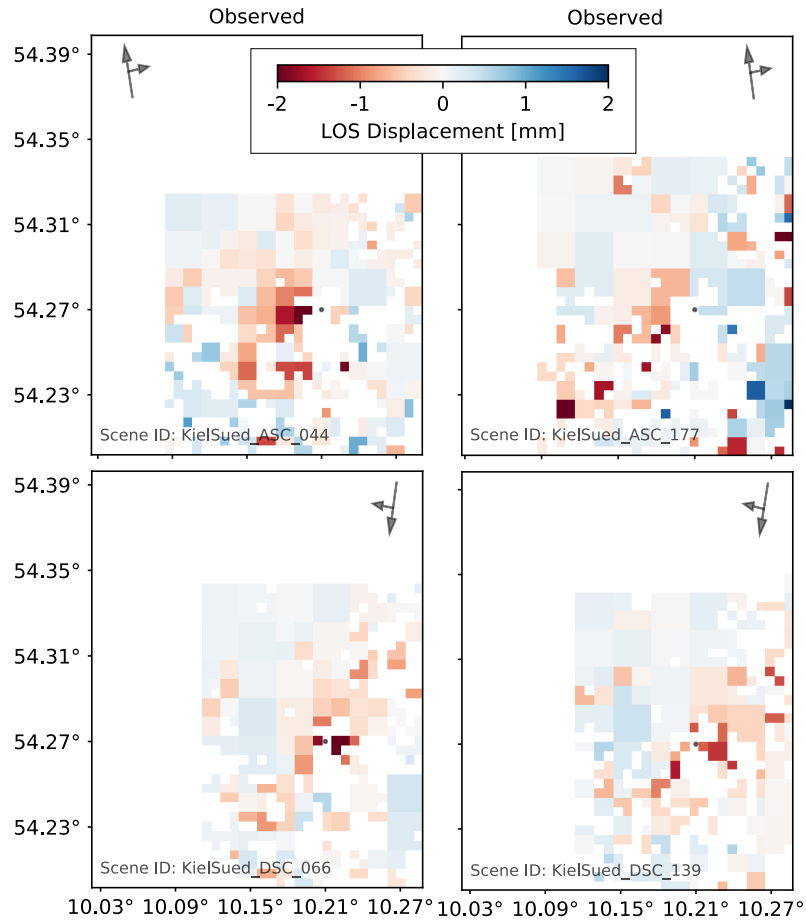 Observed Observed
54.39°
-2 -1 0 1 2
LOS Displacement [mm]
54.35°
54.31°
54.27°
54.23°
Scene ID: KielSued_ASC_044 Scene ID: KielSued_ASC_177
54.39°
54.35°
54.31°
54.27°
54.23°
Scene ID: KielSued_DSC_066 Scene ID: KielSued_DSC_139
10.03° 10.09° 10.15° 10.21° 10.27° 10.03° 10.09° 10.15° 10.21° 10.27°